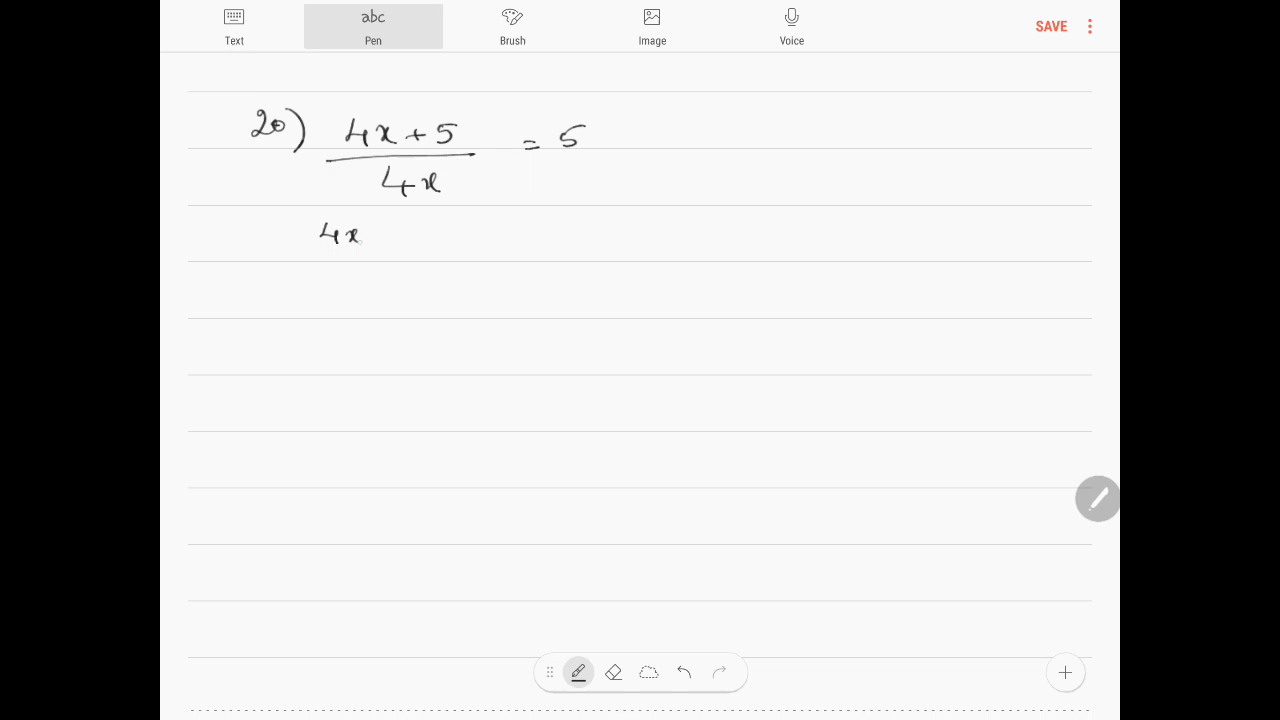 Text
abc
Pen
Brush
Image
Voice
SAVE
20) 4x + 5 = 5
4x
4x